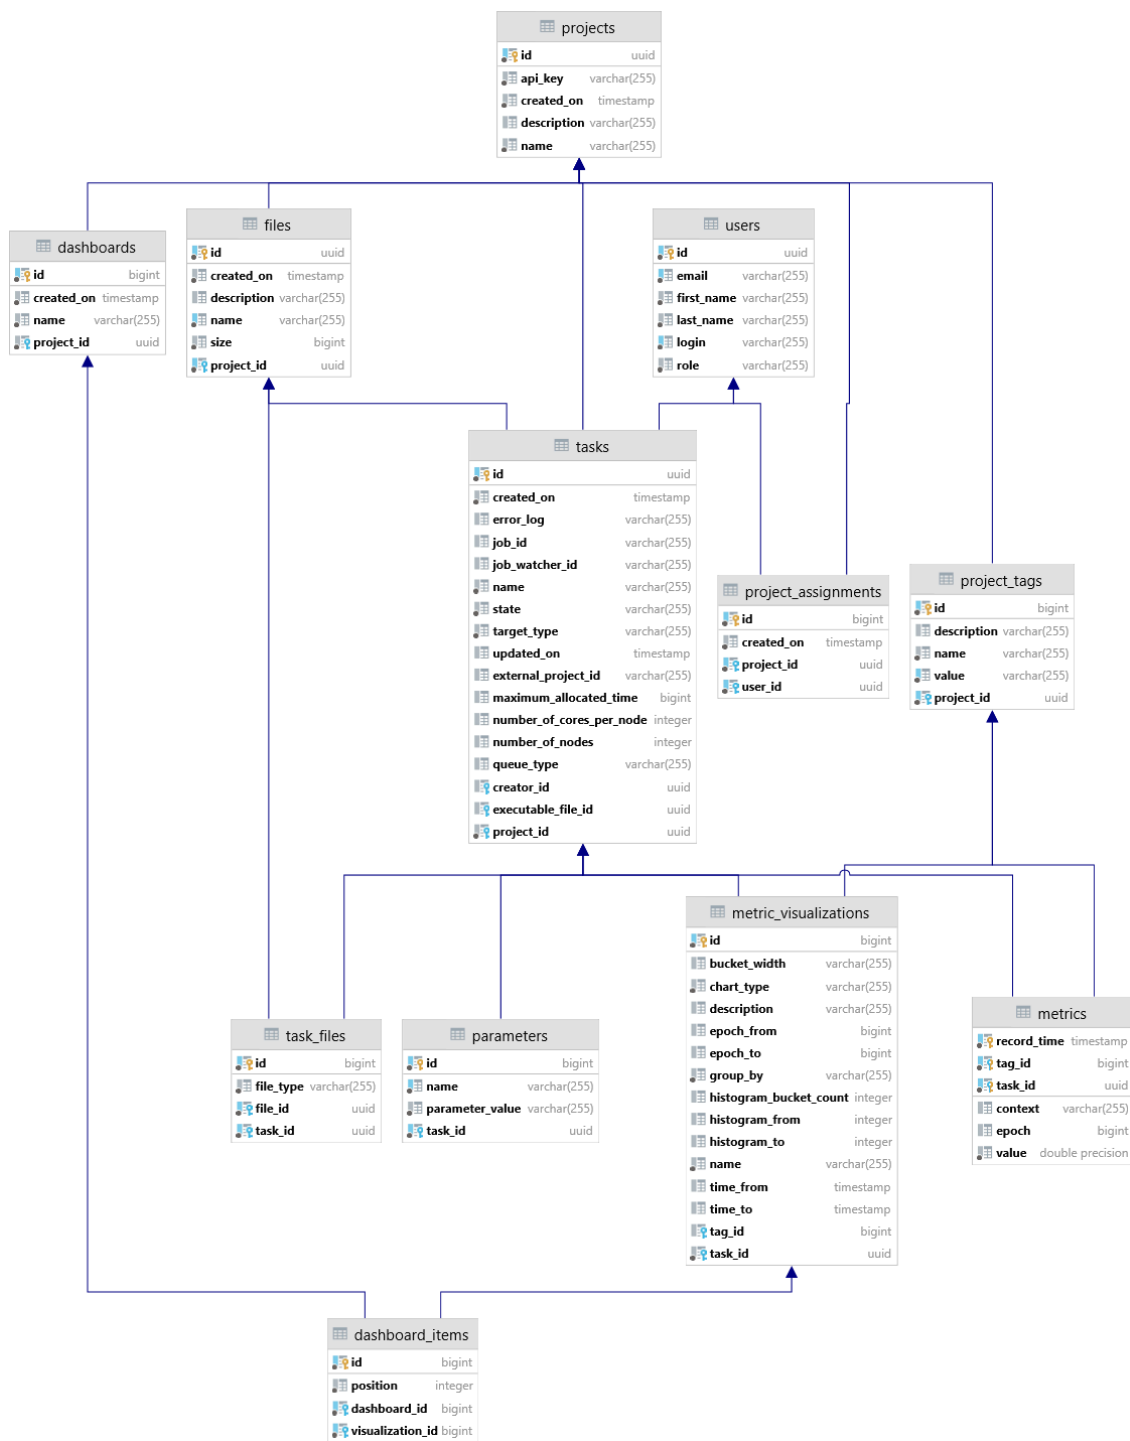 projects
id uuid
api_key varchar(255)
created_on timestamp
description varchar(255)
name varchar(255)
dashboards
id bigint
created_on timestamp
name varchar(255)
project_id uuid
files
id uuid
created_on timestamp
description varchar(255)
name varchar(255)
size bigint
project_id uuid
users
id uuid
email varchar(255)
first_name varchar(255)
last_name varchar(255)
login varchar(255)
role varchar(255)
tasks
id uuid
created_on timestamp
error_log varchar(255)
job_id varchar(255)
job_watcher_id varchar(255)
name varchar(255)
state varchar(255)
target_type varchar(255)
updated_on timestamp
external_project_id varchar(255)
maximum_allocated_time bigint
number_of_cores_per_node integer
number_of_nodes integer
queue_type varchar(255)
creator_id uuid
executable_file_id uuid
project_id uuid
project_assignments
id bigint
created_on timestamp
project_id uuid
user_id uuid
project_tags
id bigint
description varchar(255)
name varchar(255)
value varchar(255)
project_id uuid
metric_visualizations
id bigint
bucket_width varchar(255)
chart_type varchar(255)
description varchar(255)
epoch_from bigint
epoch_to bigint
group_by varchar(255)
histogram_bucket_count integer
histogram_from integer
histogram_to integer
name varchar(255)
time_from timestamp
time_to timestamp
tag_id bigint
task_id uuid
metrics
record_time timestamp
tag_id bigint
task_id uuid
context varchar(255)
epoch bigint
value double precision
task_files
id bigint
file_type varchar(255)
file_id uuid
task_id uuid
parameters
id bigint
name varchar(255)
parameter_value varchar(255)
task_id uuid
dashboard_items
id bigint
position integer
dashboard_id bigint
visualization_id bigint